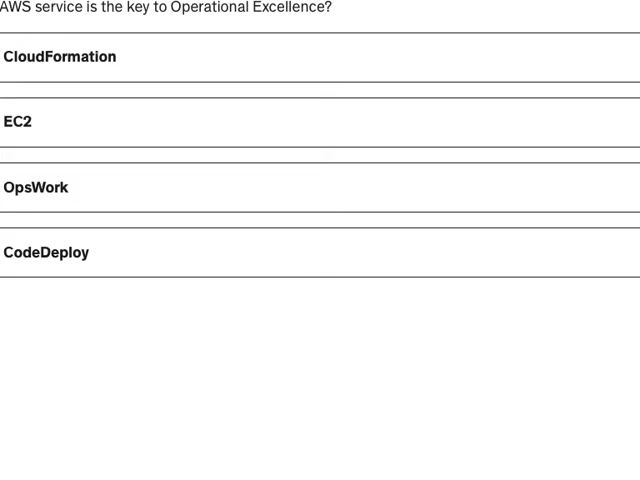 AWS service is the key to Operational Excellence?
CloudFormation
EC2
OpsWork
CodeDeploy